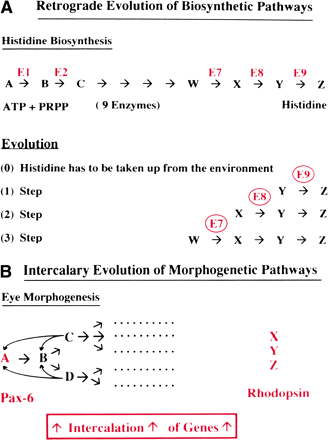 A Retrograde Evolution of Biosynthetic Pathways
Histidine Biosynthesis
E1 E2 E7 E8 E9
A → B → C → → → → → W → X → Y → Z
ATP + PRPP (9 Enzymes) Histidine
Evolution
(0) Histidine has to be taken up from the environment
E9
(1) Step Y → Z
E8
(2) Step X → Y → Z
E7
(3) Step W → X → Y → Z
B Intercalary Evolution of Morphogenetic Pathways
Eye Morphogenesis
C → → ..........
A → B
D → → ..........
X
Y
Z
Pax-6
Rhodopsin
↑ Intercalation ↑ of Genes ↑